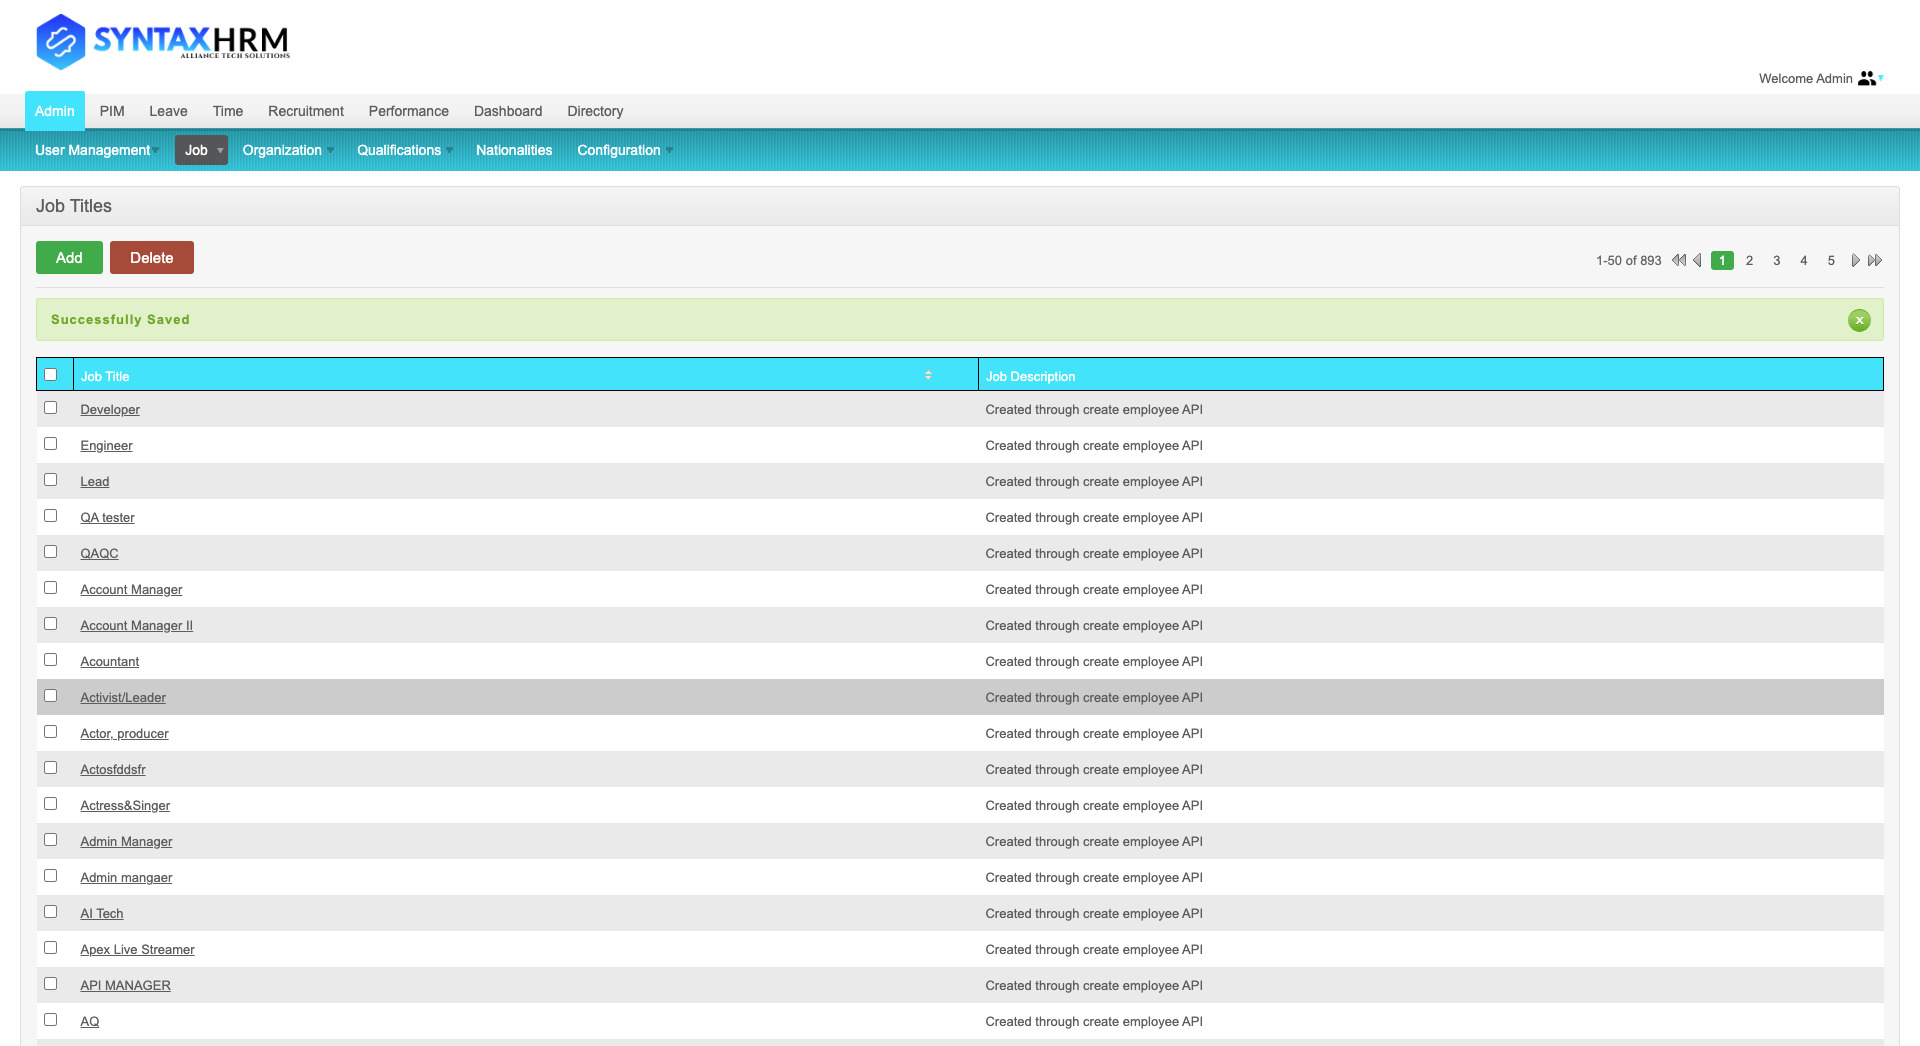 SYNTAXHRM
ALLIANCE TECH SOLUTIONS
Welcome Admin
Admin PIM Leave Time Recruitment Performance Dashboard Directory
User Management Job Organization Qualifications Nationalities Configuration
Job Titles
Add Delete 1-50 of 893 1 2 3 4 5
Successfully Saved x
Job Title Job Description
Developer Created through create employee API
Engineer Created through create employee API
Lead Created through create employee API
QA tester Created through create employee API
QAQC Created through create employee API
Account Manager Created through create employee API
Account Manager II Created through create employee API
Acountant Created through create employee API
Activist/Leader Created through create employee API
Actor, producer Created through create employee API
Actosfddsfr Created through create employee API
Actress&Singer Created through create employee API
Admin Manager Created through create employee API
Admin mangaer Created through create employee API
AI Tech Created through create employee API
Apex Live Streamer Created through create employee API
API MANAGER Created through create employee API
AQ Created through create employee API